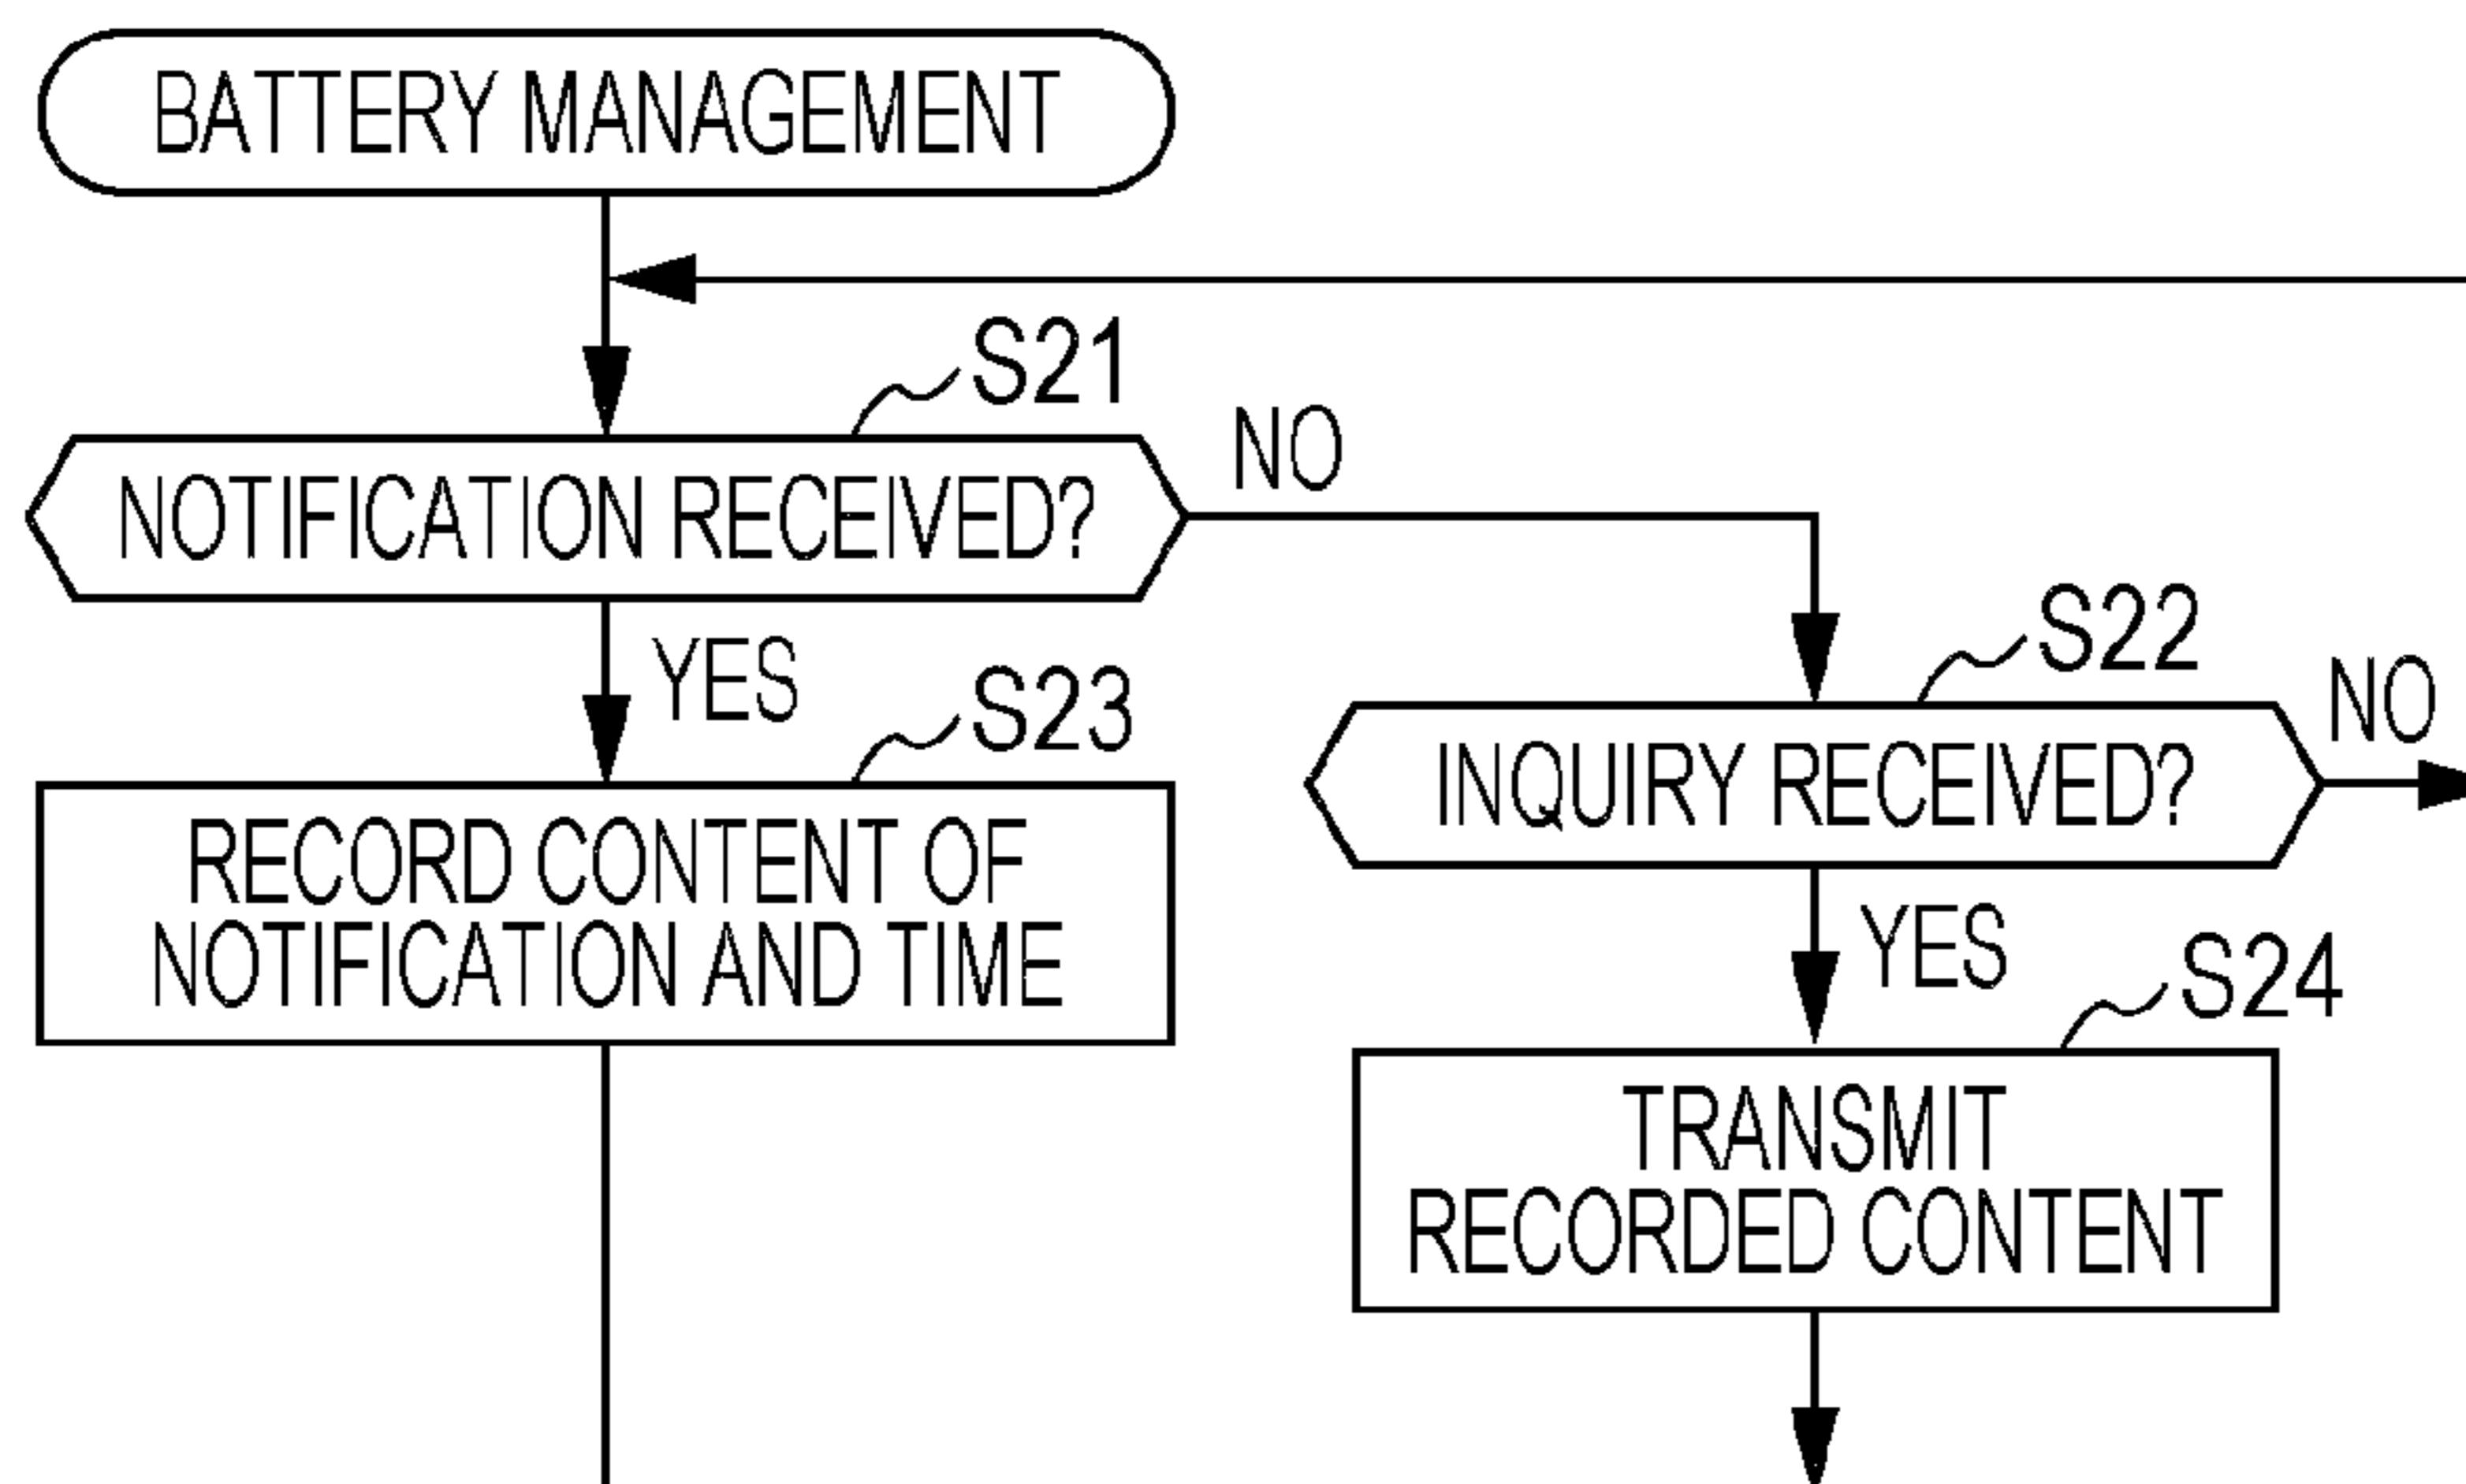 BATTERY MANAGEMENT
S21
NOTIFICATION RECEIVED?
NO
YES
S22
INQUIRY RECEIVED?
NO
S23
RECORD CONTENT OF
NOTIFICATION AND TIME
YES
S24
TRANSMIT
RECORDED CONTENT